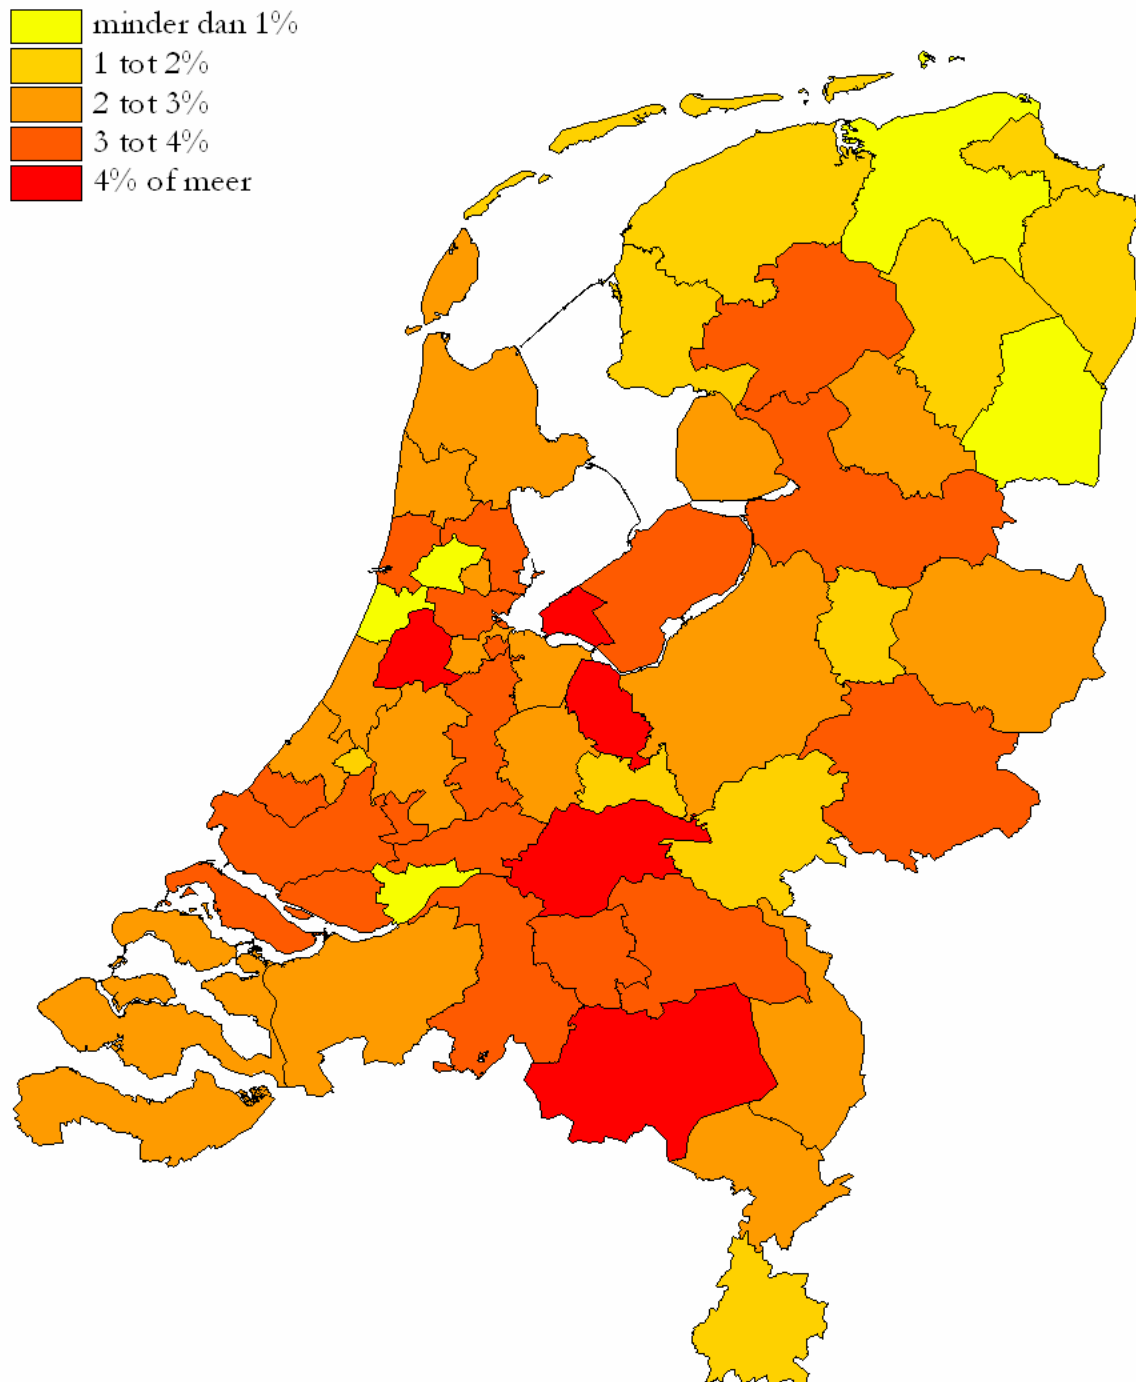 minder dan 1%
1 tot 2%
2 tot 3%
3 tot 4%
4% of meer